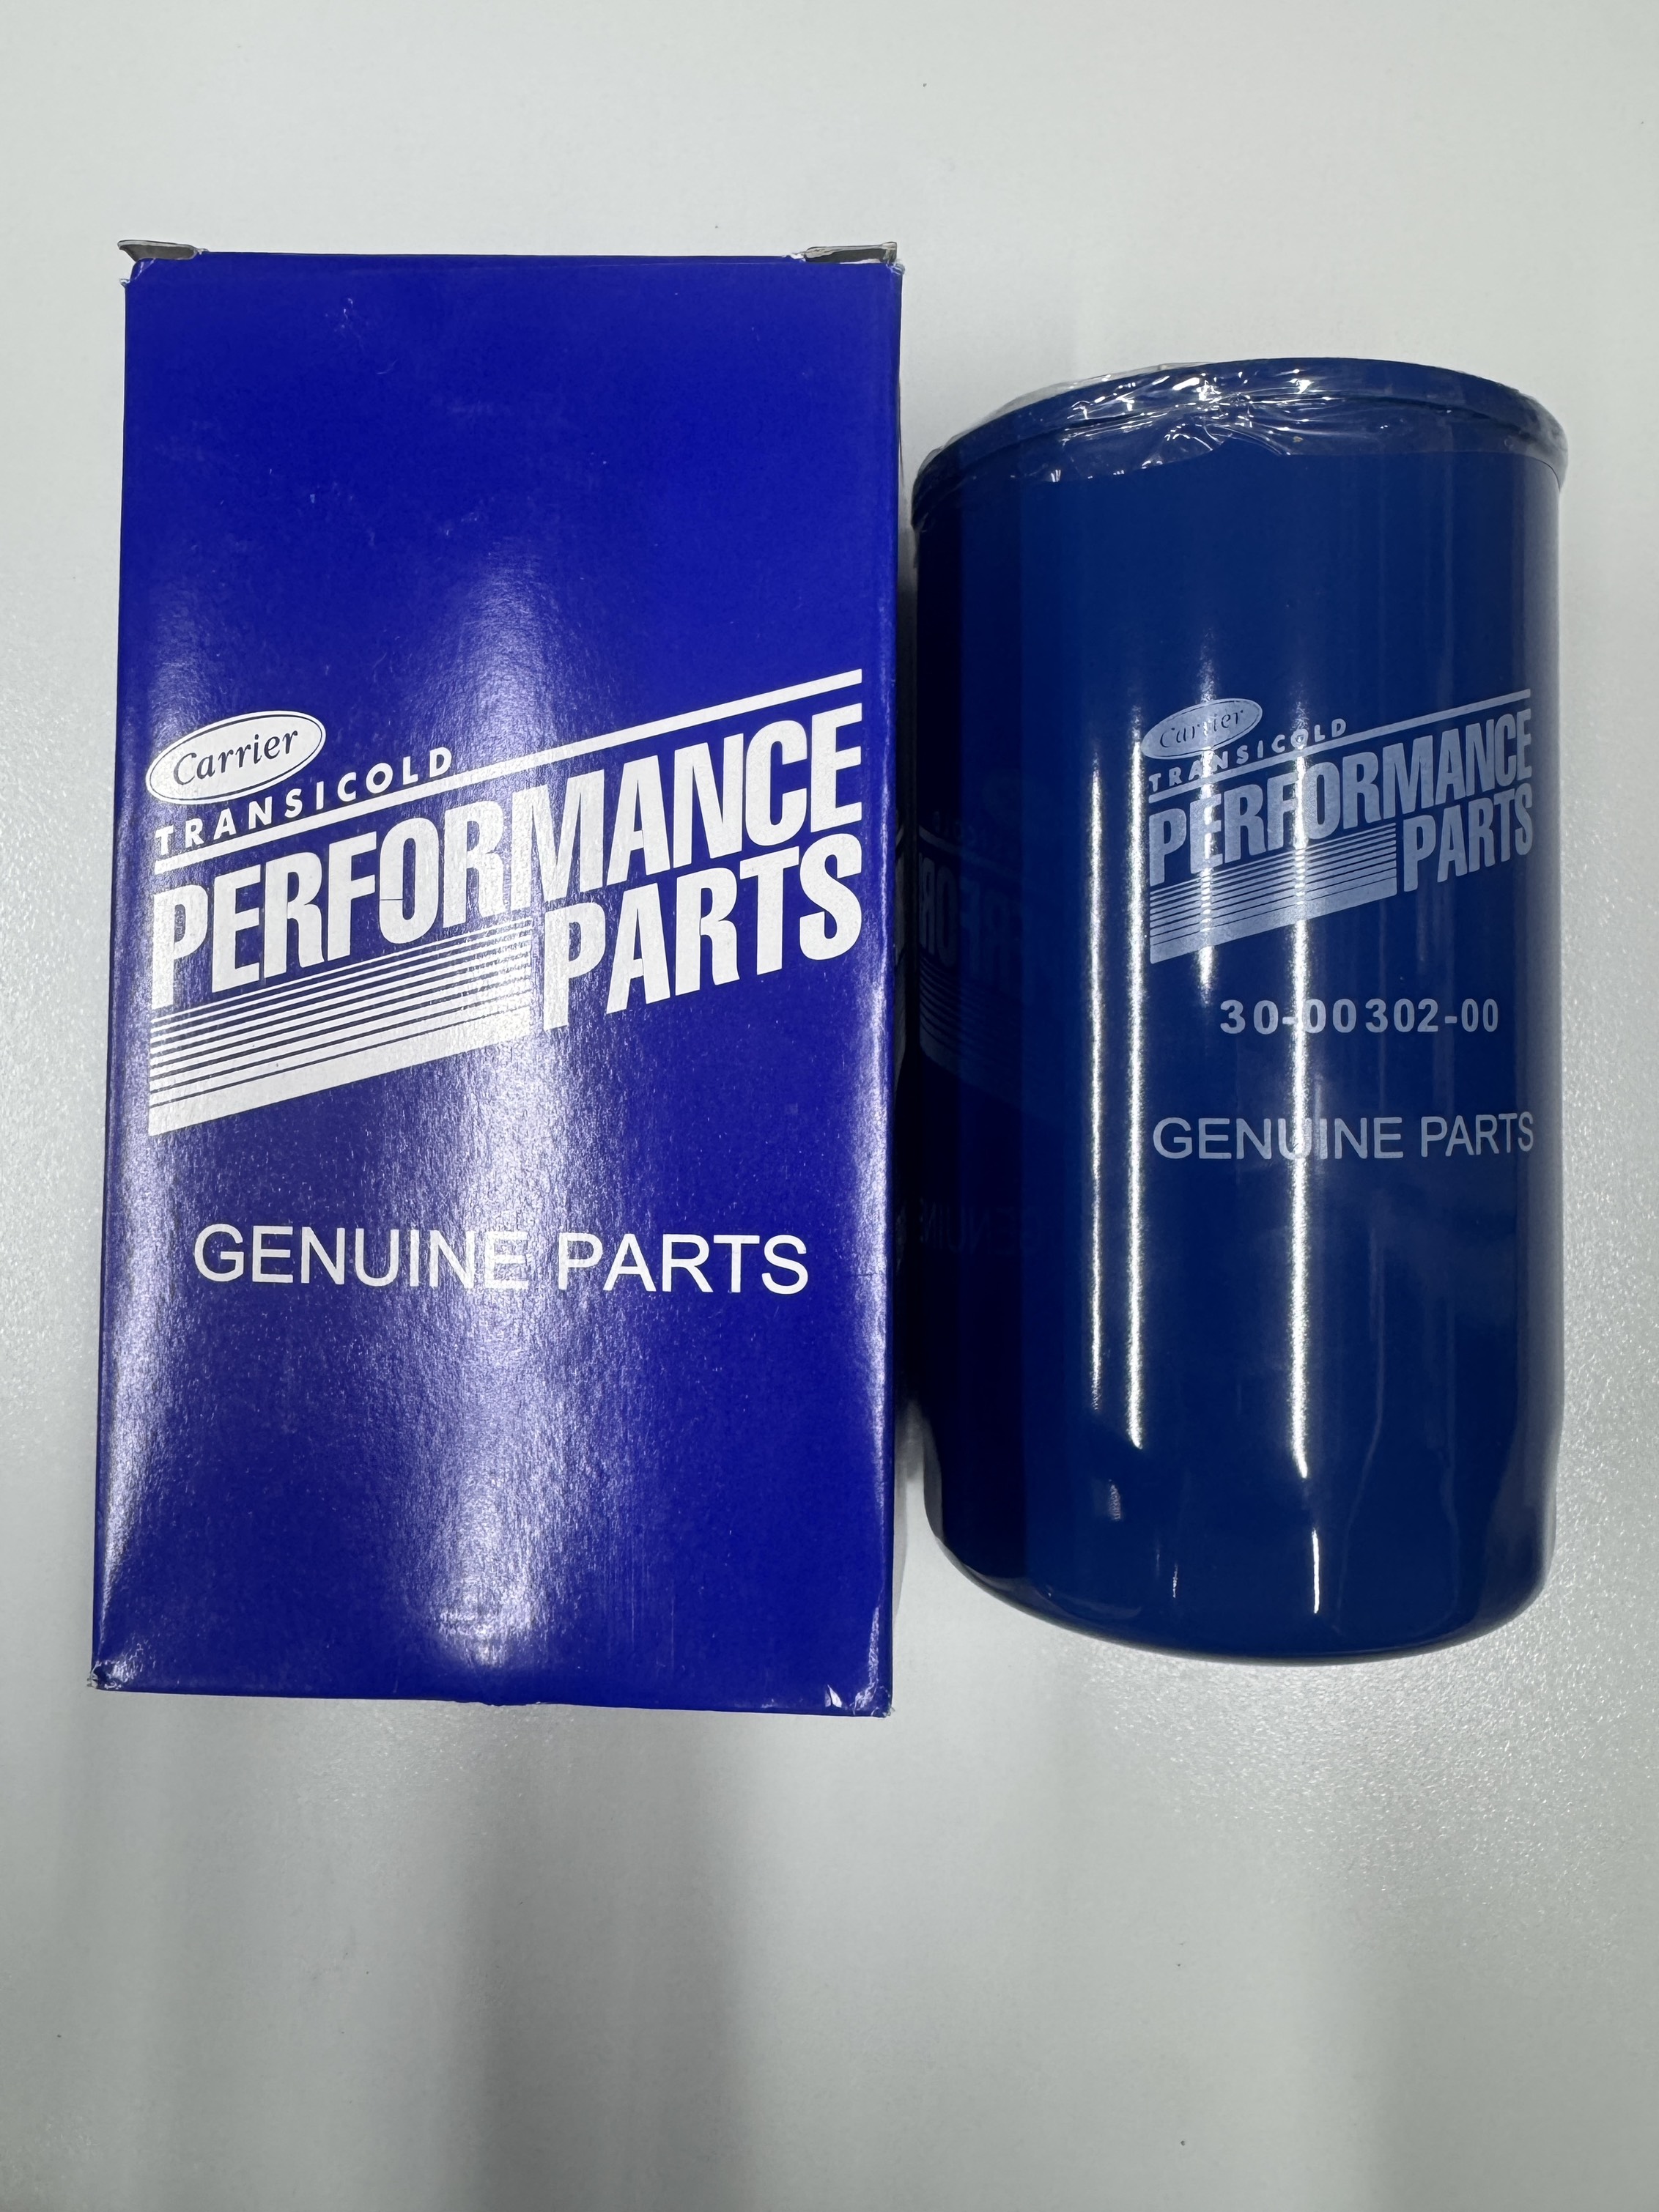 Carrier
TRANSICOLD
PERFORMANCE
PARTS
GENUINE PARTS
Carrier
TRANSICOLD
PERFORMANCE
PARTS
30-00302-00
GENUINE PARTS